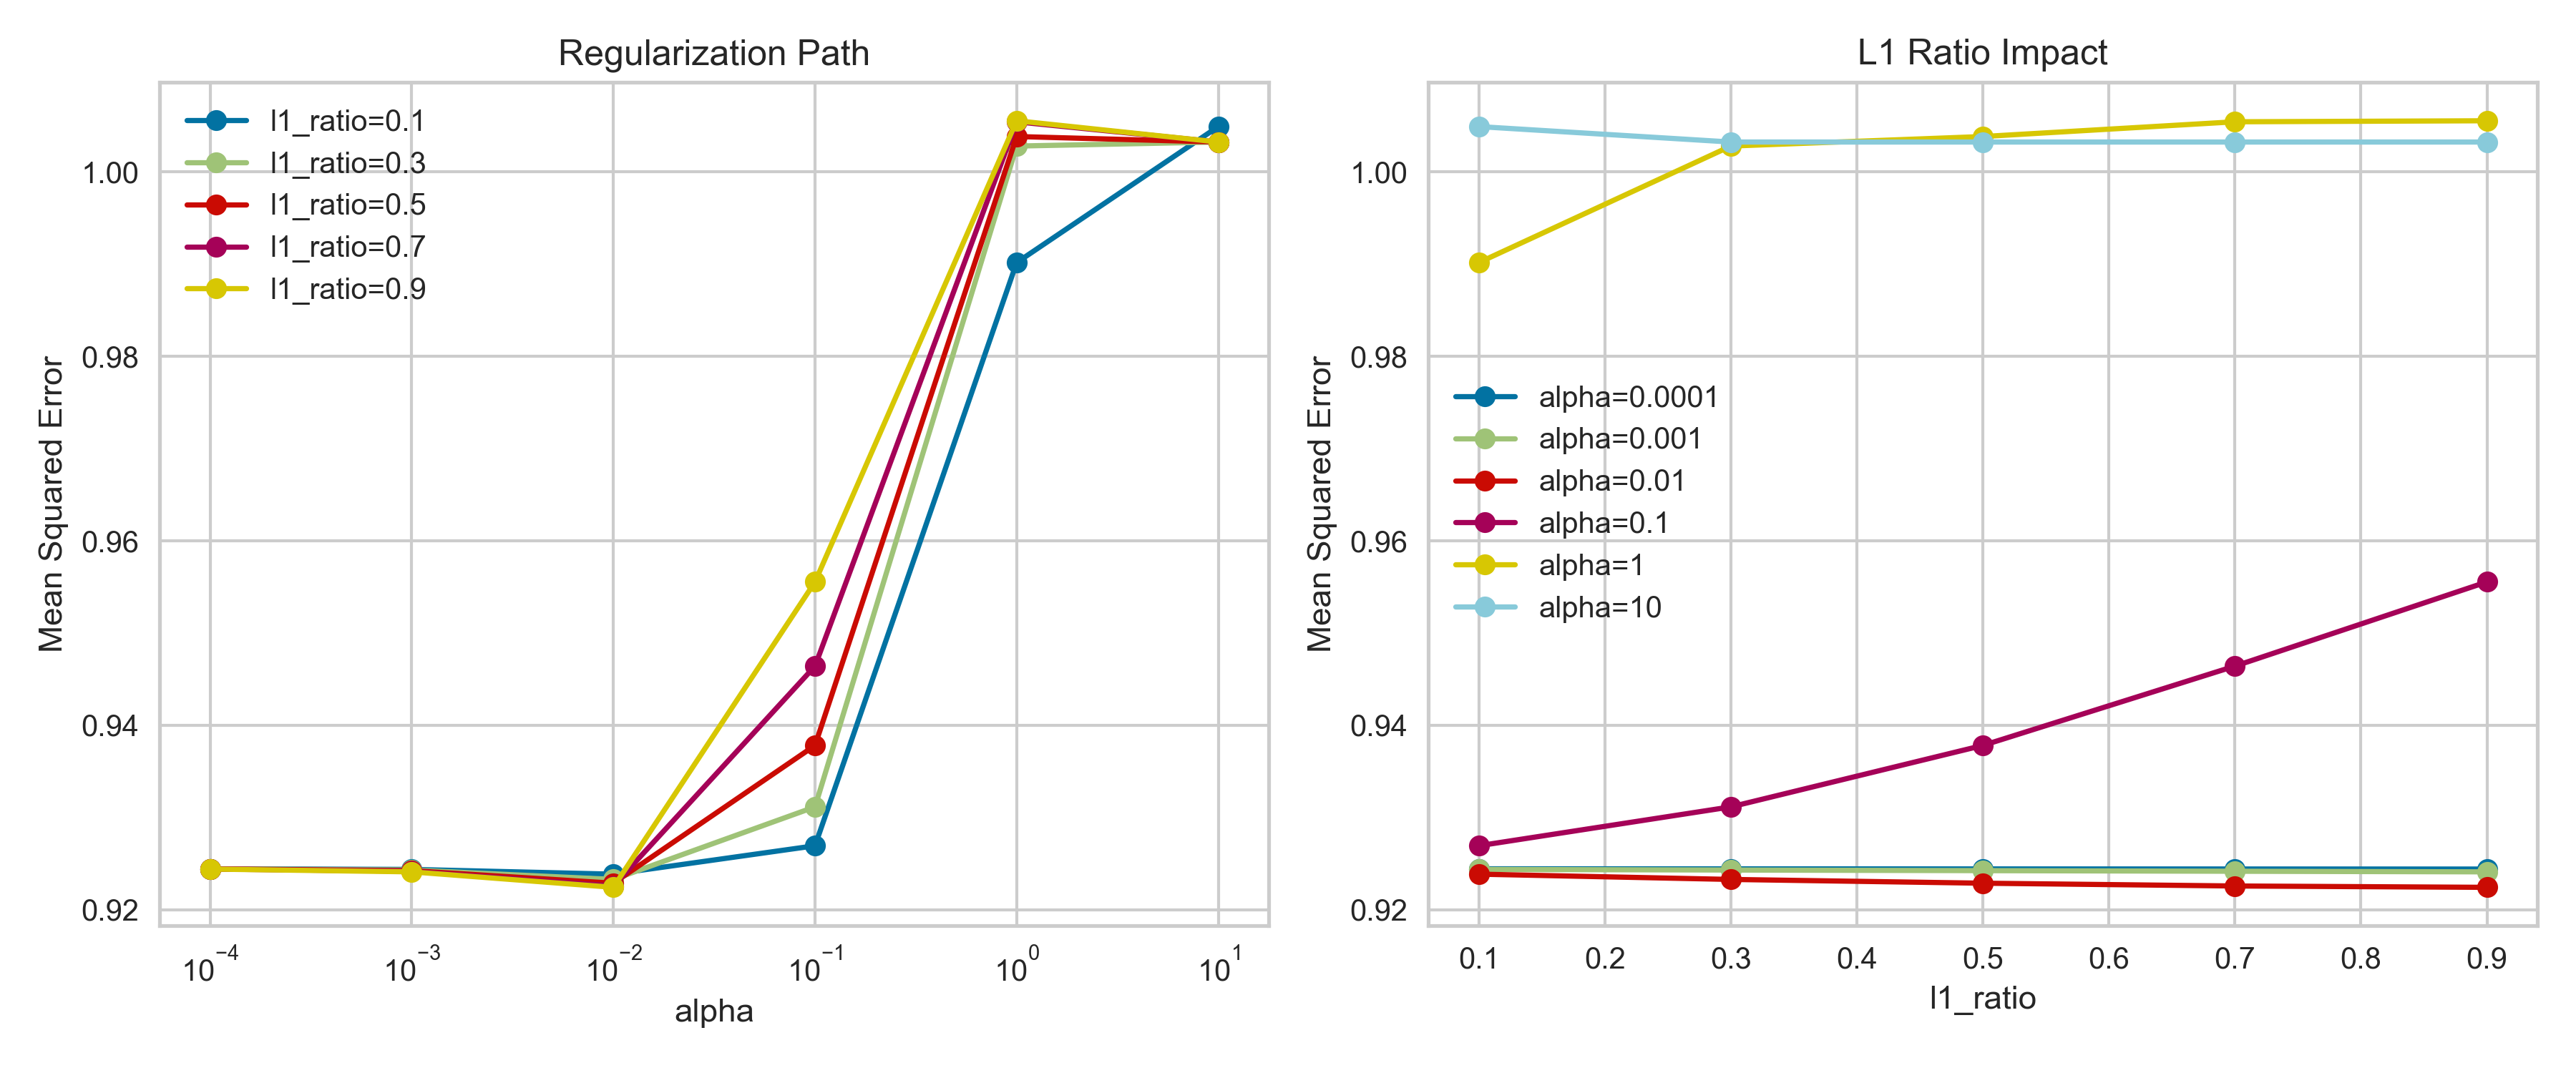 Regularization Path
l1_ratio=0.1
l1_ratio=0.3
l1_ratio=0.5
l1_ratio=0.7
l1_ratio=0.9
1.00
0.98
0.96
0.94
0.92
Mean Squared Error
10⁻⁴ 10⁻³ 10⁻² 10⁻¹ 10⁰ 10¹
alpha
L1 Ratio Impact
alpha=0.0001
alpha=0.001
alpha=0.01
alpha=0.1
alpha=1
alpha=10
1.00
0.98
0.96
0.94
0.92
Mean Squared Error
0.1 0.2 0.3 0.4 0.5 0.6 0.7 0.8 0.9
l1_ratio